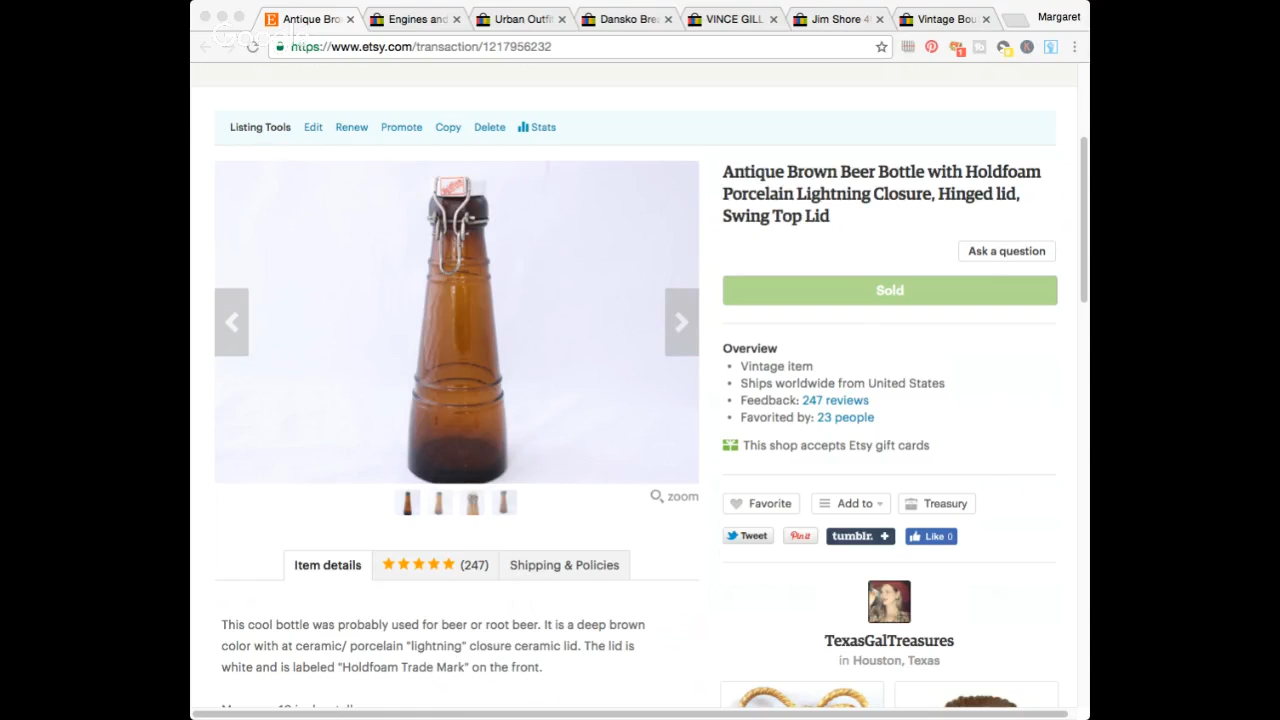 Antique Bro
Engines and
Urban Outfi
Dansko Bre
VINCE GILL
Jim Shore 4
Vintage Bou
Margaret
Google
https://www.etsy.com/transaction/1217956232
Listing Tools Edit Renew Promote Copy Delete Stats
Antique Brown Beer Bottle with Holdfoam
Porcelain Lightning Closure, Hinged lid,
Swing Top Lid
Ask a question
Sold
Overview
• Vintage item
• Ships worldwide from United States
• Feedback: 247 reviews
• Favorited by: 23 people
This shop accepts Etsy gift cards
zoom
Favorite Add to Treasury
Tweet Pin it tumblr. + Like 0
Item details (247) Shipping & Policies
This cool bottle was probably used for beer or root beer. It is a deep brown
color with at ceramic/ porcelain "lightning" closure ceramic lid. The lid is
white and is labeled "Holdfoam Trade Mark" on the front.
TexasGalTreasures
in Houston, Texas